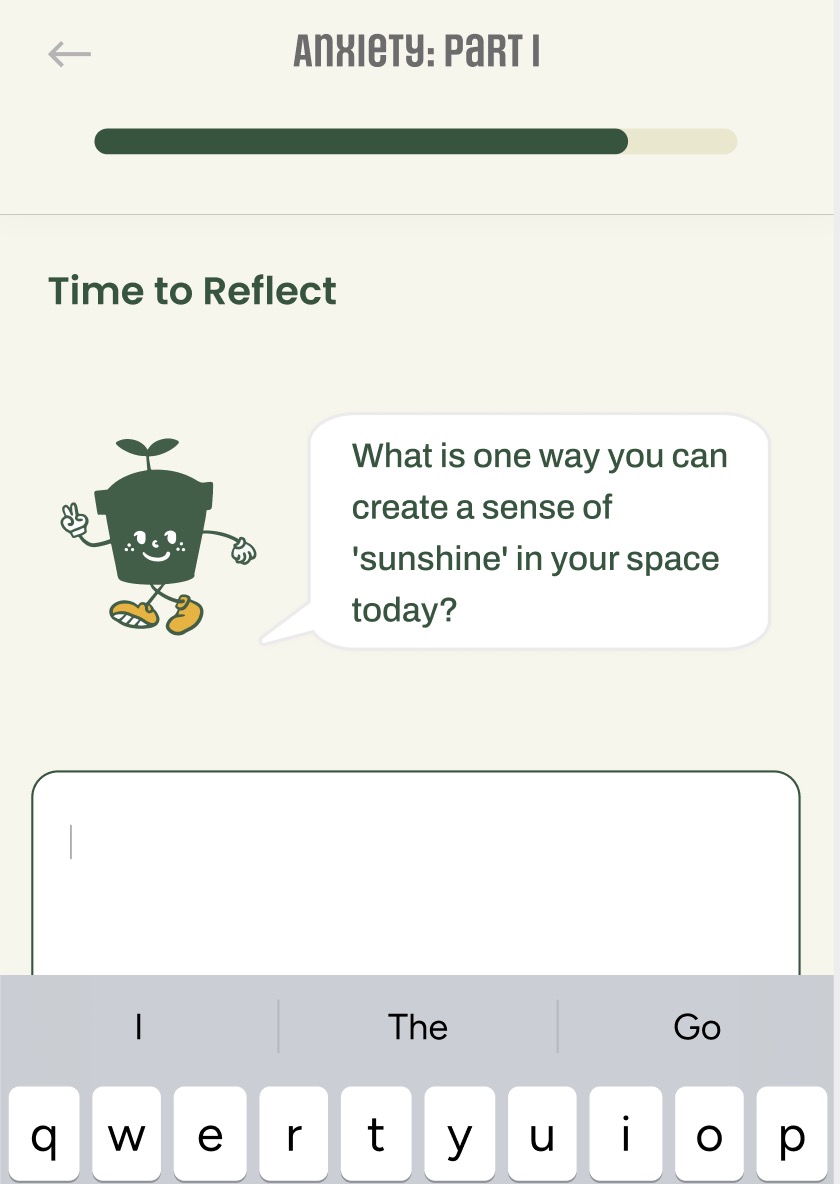 Anxiety: Part I
Time to Reflect
What is one way you can
create a sense of
'sunshine' in your space
today?
I The Go
q w e r t y u i o p